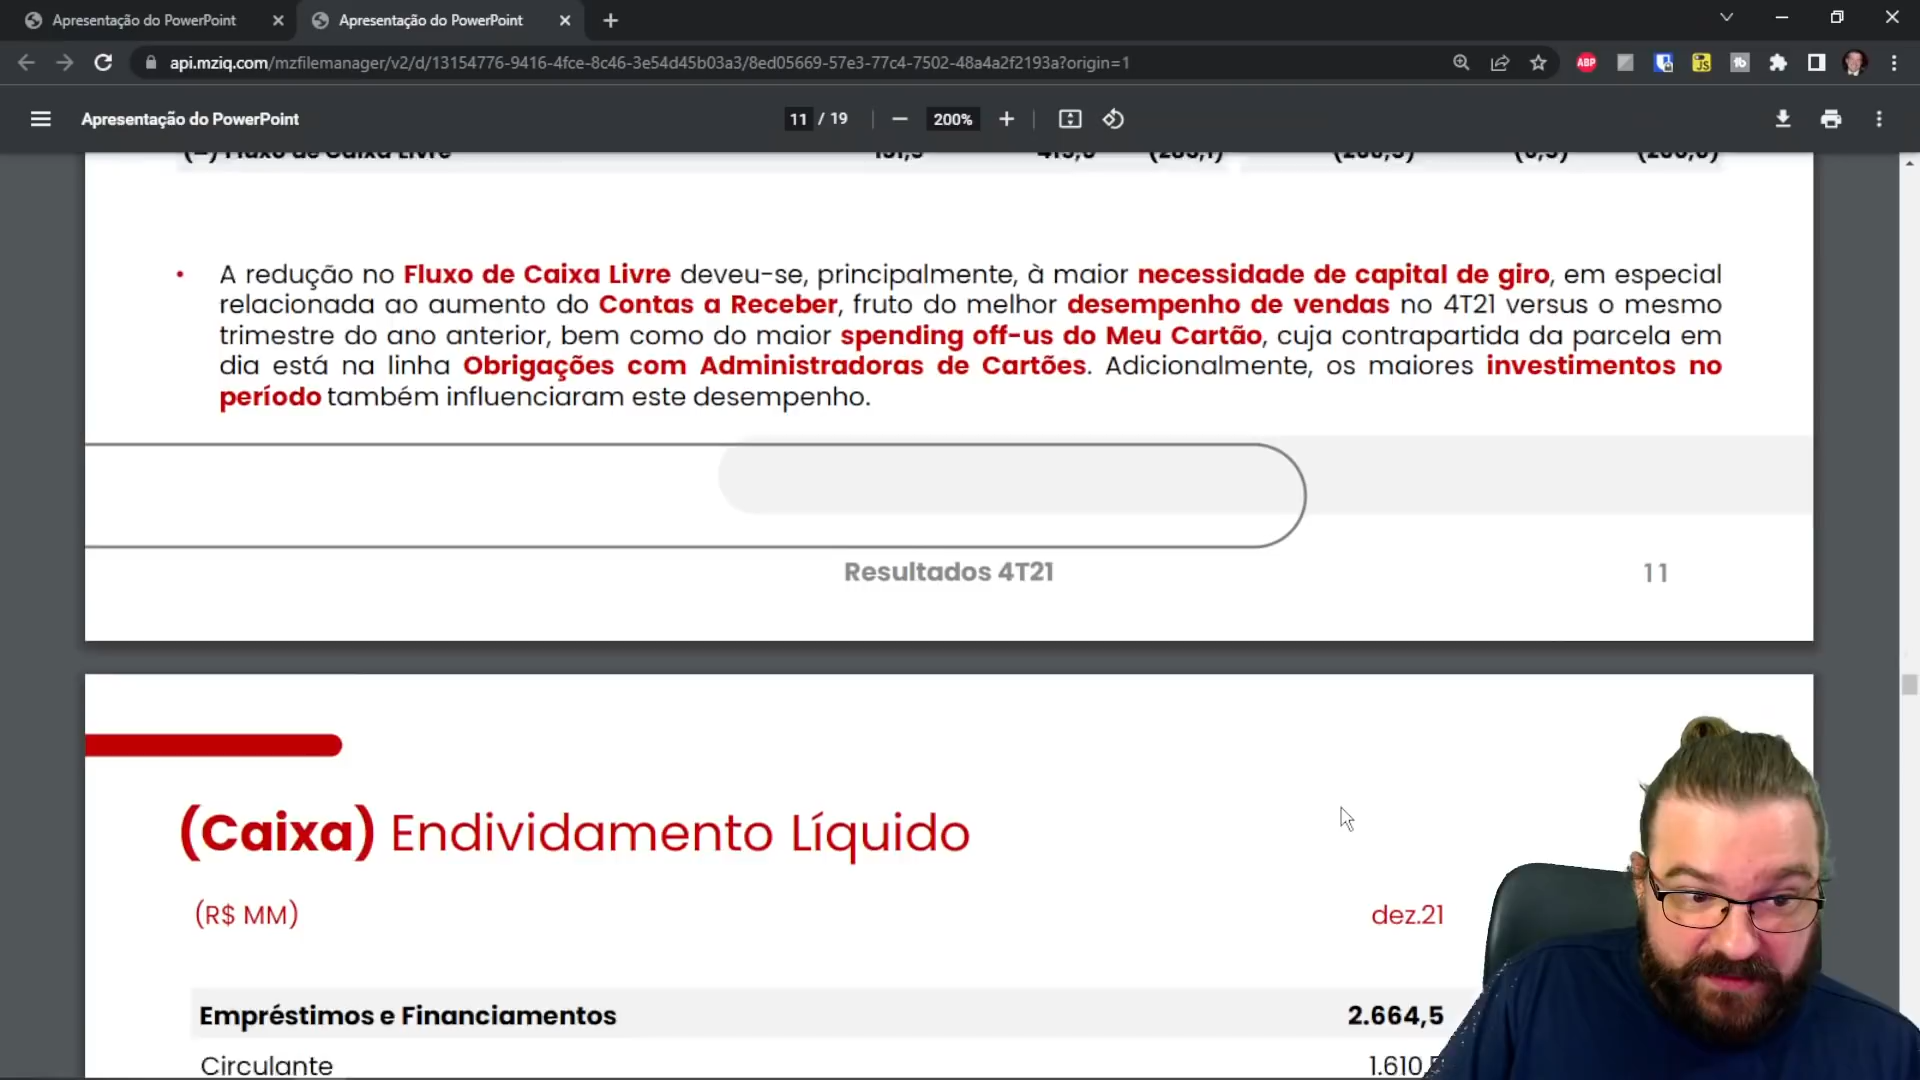 Apresentação do PowerPoint
Apresentação do PowerPoint
api.mziq.com/mzfilemanager/v2/d/13154776-9416-4fce-8c46-3e54d45b03a3/8ed05669-57e3-77c4-7502-48a4a2f2193a?origin=1
ABP
JS
Apresentação do PowerPoint
11 / 19
200%
(=) Fluxo de Caixa Livre
A redução no Fluxo de Caixa Livre deveu-se, principalmente, à maior necessidade de capital de giro, em especial
relacionada ao aumento do Contas a Receber, fruto do melhor desempenho de vendas no 4T21 versus o mesmo
trimestre do ano anterior, bem como do maior spending off-us do Meu Cartão, cuja contrapartida da parcela em
dia está na linha Obrigações com Administradoras de Cartões. Adicionalmente, os maiores investimentos no
período também influenciaram este desempenho.
Resultados 4T21
11
(Caixa) Endividamento Líquido
(R$ MM) dez.21
Empréstimos e Financiamentos 2.664,5
Circulante